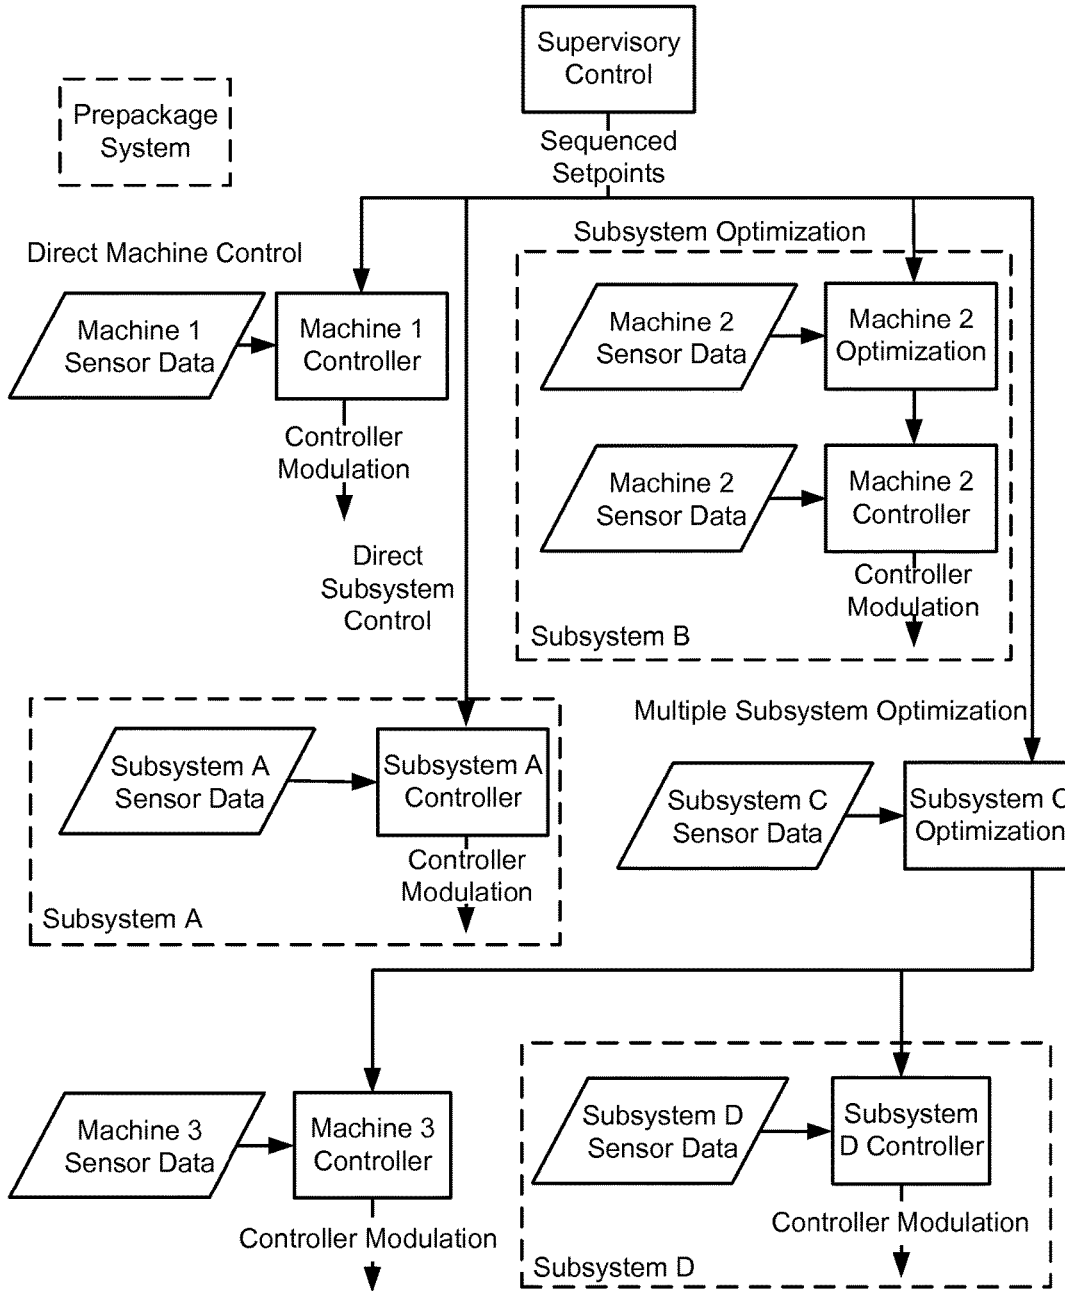 Supervisory
Control
Prepackage
System
Sequenced
Setpoints
Direct Machine Control
Subsystem Optimization
Machine 1
Sensor Data
Machine 1
Controller
Machine 2
Sensor Data
Machine 2
Optimization
Controller
Modulation
Machine 2
Sensor Data
Machine 2
Controller
Direct
Subsystem
Control
Controller
Modulation
Subsystem B
Multiple Subsystem Optimization
Subsystem A
Sensor Data
Subsystem A
Controller
Subsystem C
Sensor Data
Subsystem C
Optimization
Controller
Modulation
Subsystem A
Machine 3
Sensor Data
Machine 3
Controller
Subsystem D
Sensor Data
Subsystem
D Controller
Controller Modulation
Controller Modulation
Subsystem D